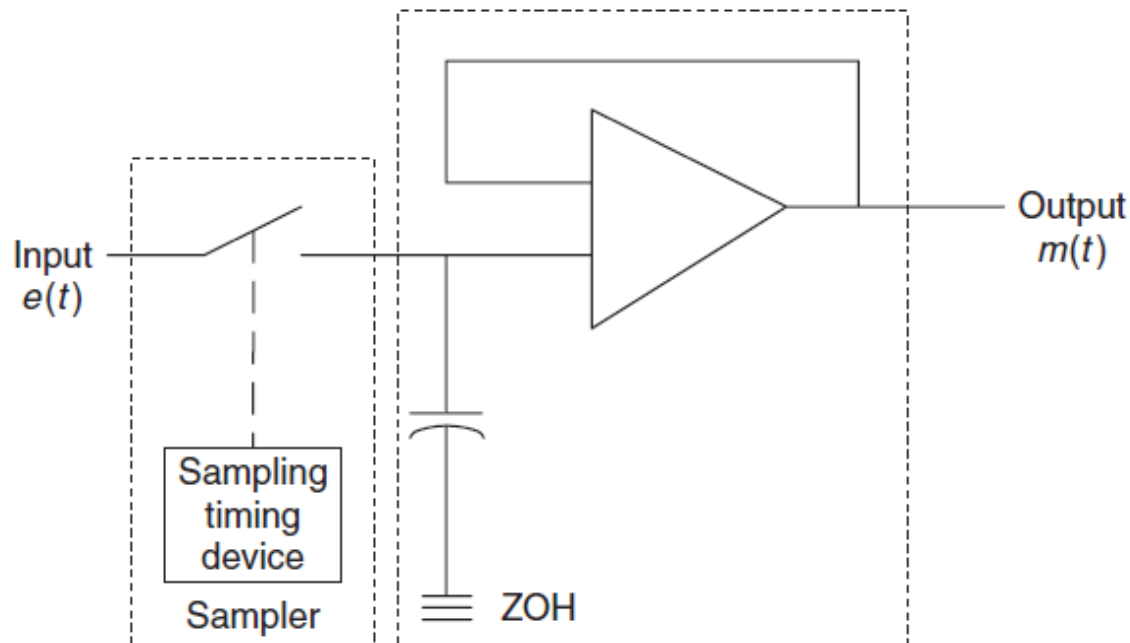 Input
e(t)
Sampling
timing
device
Sampler
ZOH
Output
m(t)